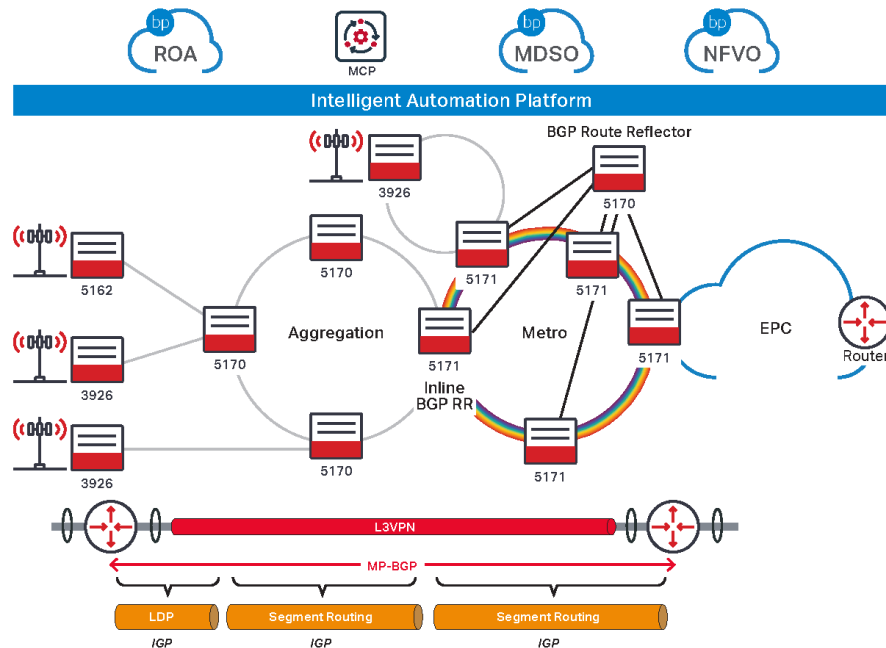 bp
ROA
MCP
bp
MDSO
bp
NFVO
Intelligent Automation Platform
BGP Route Reflector
3926
5170
5162
5170
5171
5171
5170
Aggregation
5171
Metro
5171
EPC
Router
3926
Inline
BGP RR
3926
5170
5171
L3VPN
MP-BGP
LDP
Segment Routing
Segment Routing
IGP
IGP
IGP